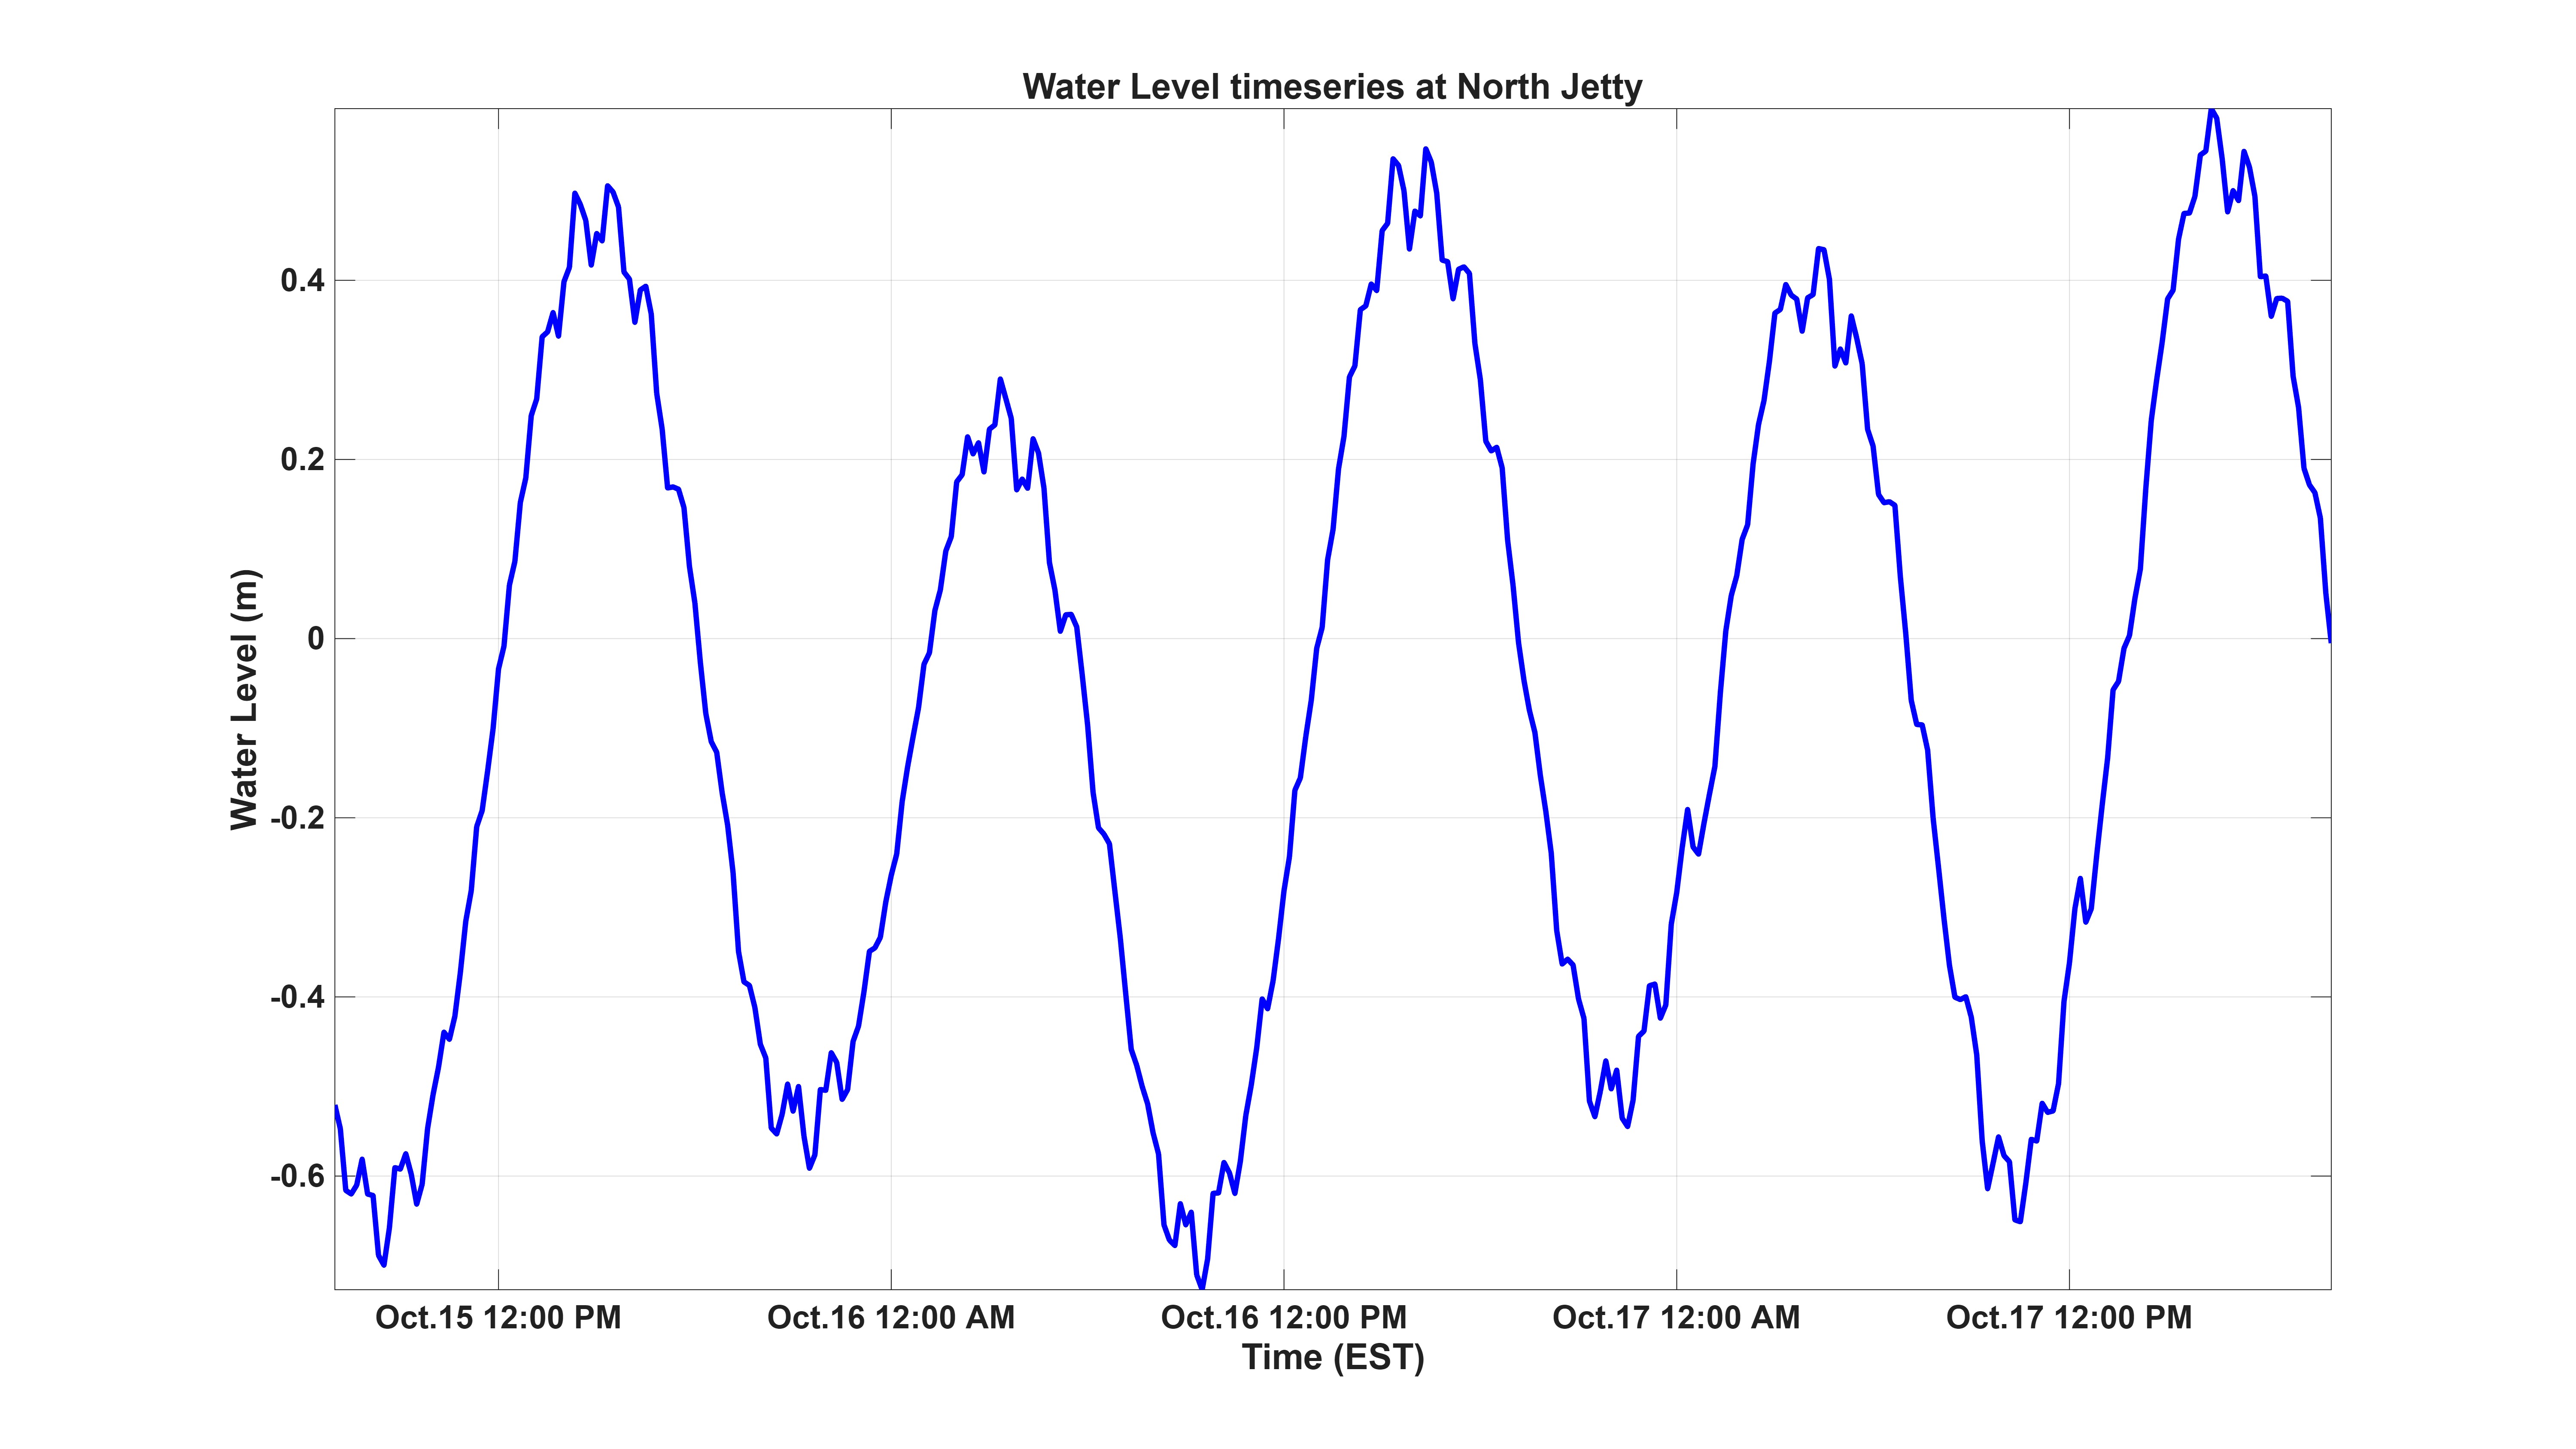 Water Level timeseries at North Jetty
Water Level (m)
0.4
0.2
0
-0.2
-0.4
-0.6
Oct.15 12:00 PM
Oct.16 12:00 AM
Oct.16 12:00 PM
Oct.17 12:00 AM
Oct.17 12:00 PM
Time (EST)